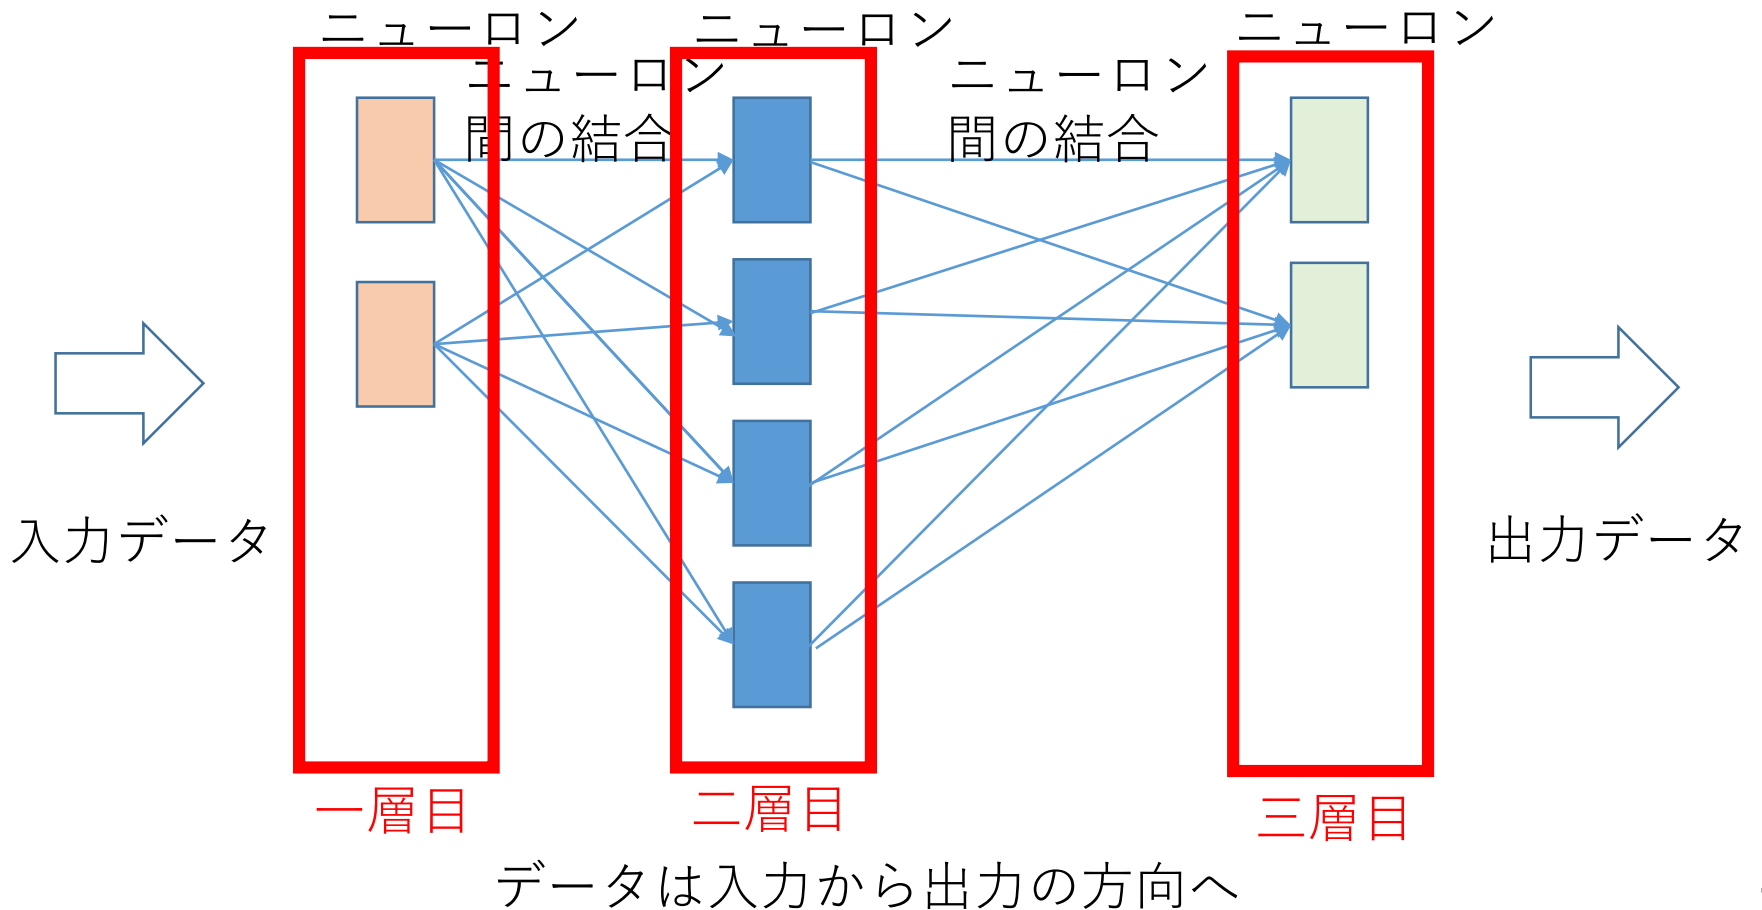 ニューロン
ニューロン
ニューロン
ニューロン
間の結合
ニューロン
間の結合
入力データ
出力データ
一層目
二層目
三層目
データは入力から出力の方向へ